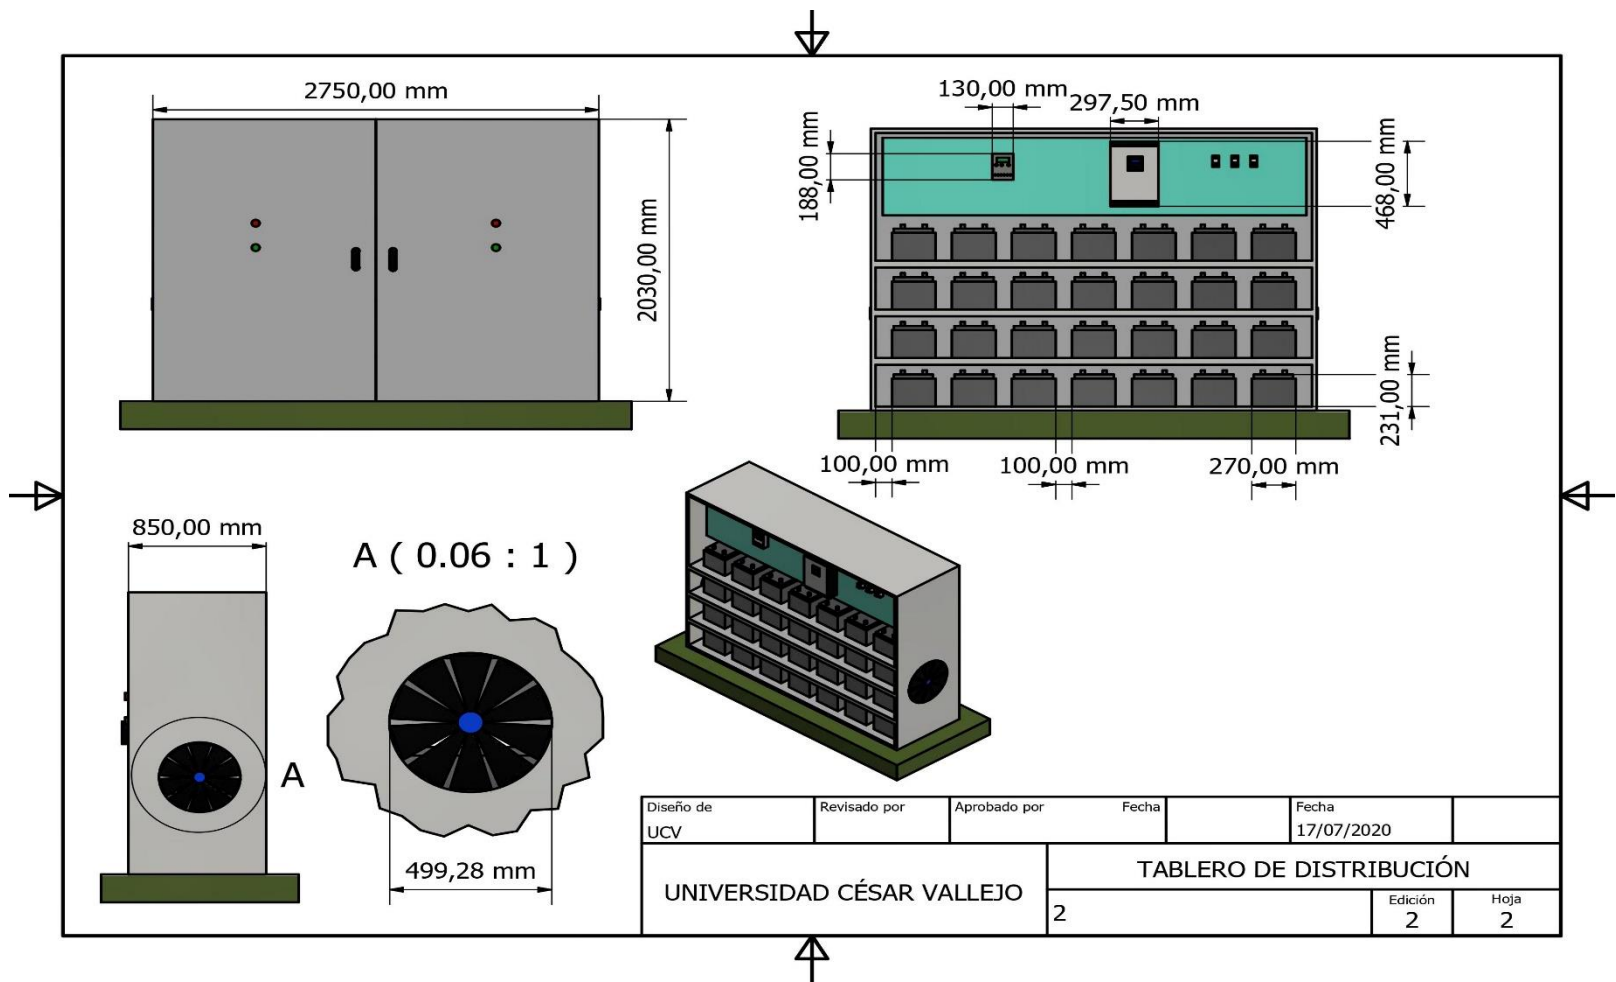 2750,00 mm
2030,00 mm
130,00 mm
297,50 mm
188,00 mm
468,00 mm
231,00 mm
100,00 mm
100,00 mm
270,00 mm
850,00 mm
A ( 0.06 : 1 )
A
499,28 mm
Diseño de
UCV
Revisado por
Aprobado por
Fecha
Fecha
17/07/2020
UNIVERSIDAD CÉSAR VALLEJO
TABLERO DE DISTRIBUCIÓN
2
Edición
2
Hoja
2